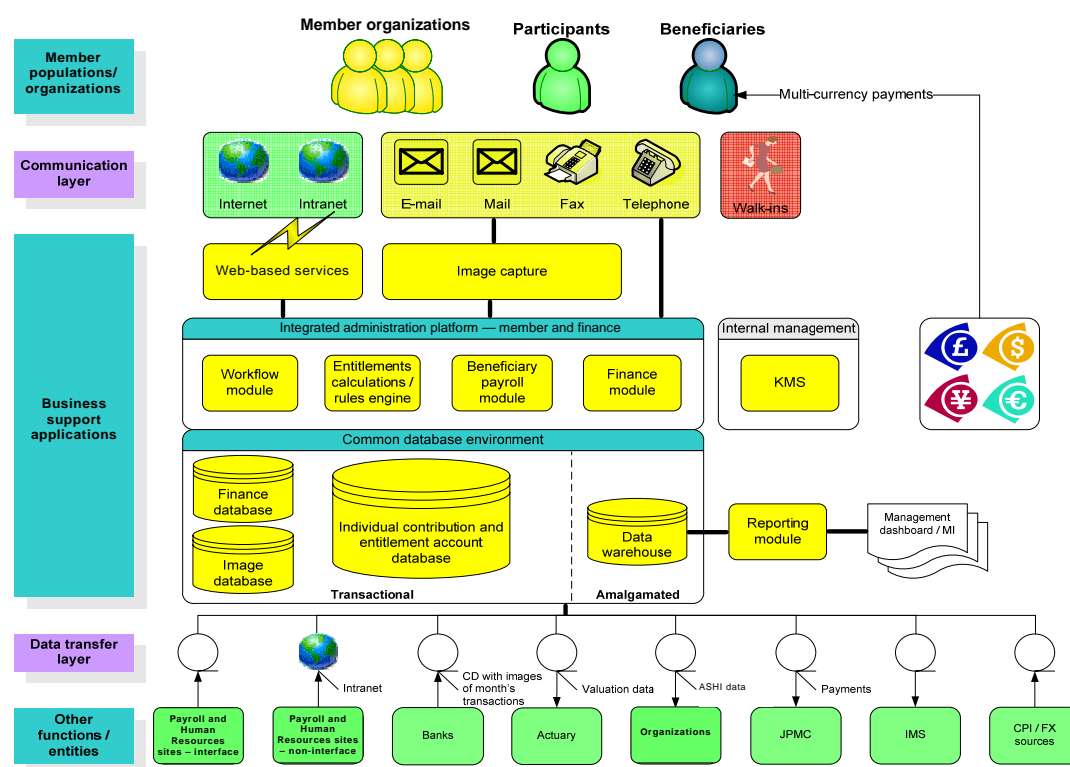 Member organizations
Participants
Beneficiaries
Member
populations/
organizations
Multi-currency payments
Communication
layer
Internet
Intranet
E-mail
Mail
Fax
Telephone
Walk-ins
Web-based services
Image capture
Business
support
applications
Integrated administration platform — member and finance
Internal management
£
$
¥
€
Workflow
module
Entitlements
calculations /
rules engine
Beneficiary
payroll
module
Finance
module
KMS
Common database environment
Finance
database
Image
database
Individual contribution and
entitlement account
database
Data
warehouse
Reporting
module
Management
dashboard / MI
Transactional
Amalgamated
Data transfer
layer
Intranet
CD with images
of month's
transactions
Valuation data
ASHI data
Payments
Other
functions /
entities
Payroll and
Human
Resources
sites – interface
Payroll and
Human
Resources sites
– non-interface
Banks
Actuary
Organizations
JPMC
IMS
CPI / FX
sources